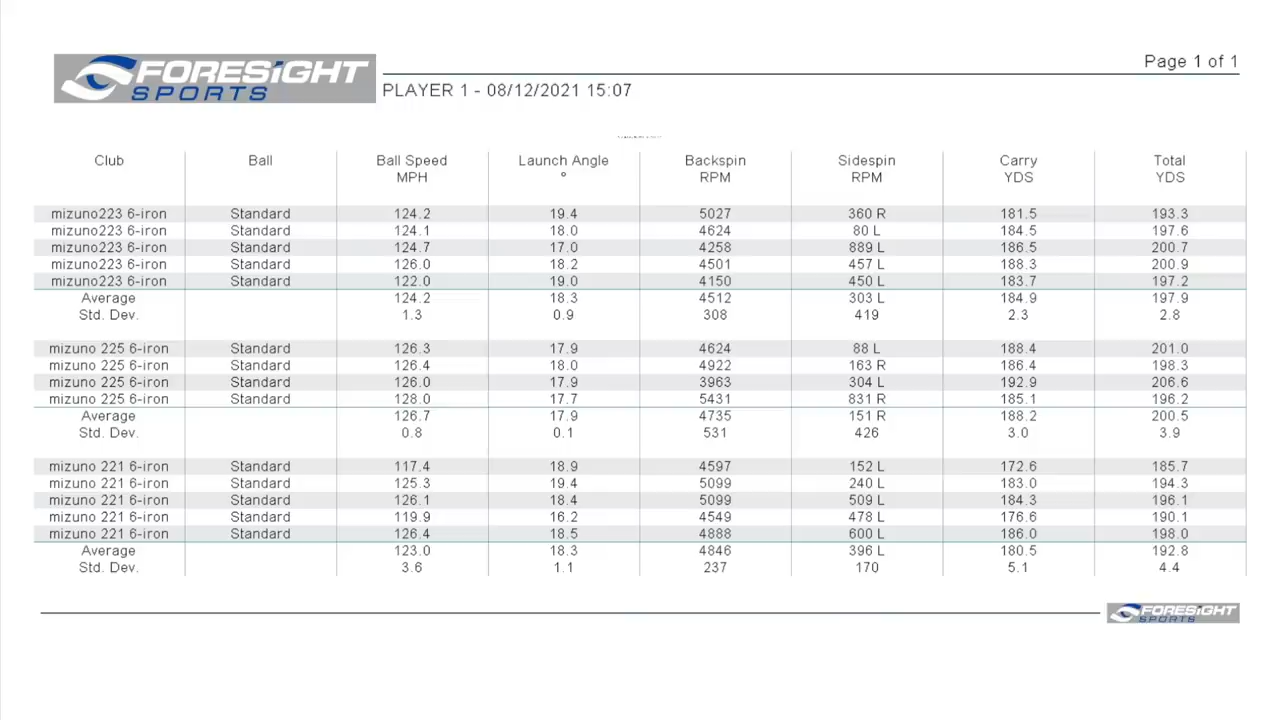 FORESIGHT
SPORTS
Page 1 of 1
PLAYER 1 - 08/12/2021 15:07
Club Ball Ball Speed Launch Angle Backspin Sidespin Carry Total
MPH ° RPM RPM YDS YDS
mizuno223 6-iron Standard 124.2 19.4 5027 360 R 181.5 193.3
mizuno223 6-iron Standard 124.1 18.0 4624 80 L 184.5 197.6
mizuno223 6-iron Standard 124.7 17.0 4258 889 L 186.5 200.7
mizuno223 6-iron Standard 126.0 18.2 4501 457 L 188.3 200.9
mizuno223 6-iron Standard 122.0 19.0 4150 450 L 183.7 197.2
Average 124.2 18.3 4512 303 L 184.9 197.9
Std. Dev. 1.3 0.9 308 419 2.3 2.8
mizuno 225 6-iron Standard 126.3 17.9 4624 88 L 188.4 201.0
mizuno 225 6-iron Standard 126.4 18.0 4922 163 R 186.4 198.3
mizuno 225 6-iron Standard 126.0 17.9 3963 304 L 192.9 206.6
mizuno 225 6-iron Standard 128.0 17.7 5431 831 R 185.1 196.2
Average 126.7 17.9 4735 151 R 188.2 200.5
Std. Dev. 0.8 0.1 531 426 3.0 3.9
mizuno 221 6-iron Standard 117.4 18.9 4597 152 L 172.6 185.7
mizuno 221 6-iron Standard 125.3 19.4 5099 240 L 183.0 194.3
mizuno 221 6-iron Standard 126.1 18.4 5099 509 L 184.3 196.1
mizuno 221 6-iron Standard 119.9 16.2 4549 478 L 176.6 190.1
mizuno 221 6-iron Standard 126.4 18.5 4888 600 L 186.0 198.0
Average 123.0 18.3 4846 396 L 180.5 192.8
Std. Dev. 3.6 1.1 237 170 5.1 4.4
FORESIGHT
SPORTS